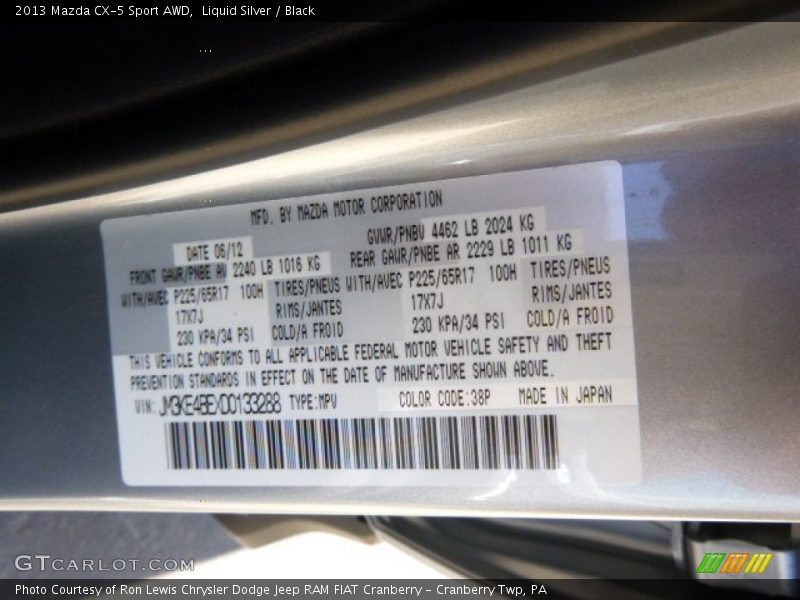 2013 Mazda CX-5 Sport AWD,  Liquid Silver / Black
MFD. BY MAZDA MOTOR CORPORATION
DATE 06/12
GVWR/PNBV 4462 LB 2024 KG
FRONT GAWR/PNBE AV 2240 LB 1016 KG
REAR GAWR/PNBE AR 2229 LB 1011 KG
WITH/AVEC P225/65R17 100H TIRES/PNEUS WITH/AVEC P225/65R17 100H TIRES/PNEUS
17X7J RIMS/JANTES 17X7J RIMS/JANTES
230 KPA/34 PSI COLD/A FROID 230 KPA/34 PSI COLD/A FROID
THIS VEHICLE CONFORMS TO ALL APPLICABLE FEDERAL MOTOR VEHICLE SAFETY AND THEFT
PREVENTION STANDARDS IN EFFECT ON THE DATE OF MANUFACTURE SHOWN ABOVE.
VIN: JM3KE4BEXD0133288 TYPE:MPV COLOR CODE:38P MADE IN JAPAN
GTCARLOT.COM
Photo Courtesy of Ron Lewis Chrysler Dodge Jeep RAM FIAT Cranberry – Cranberry Twp, PA